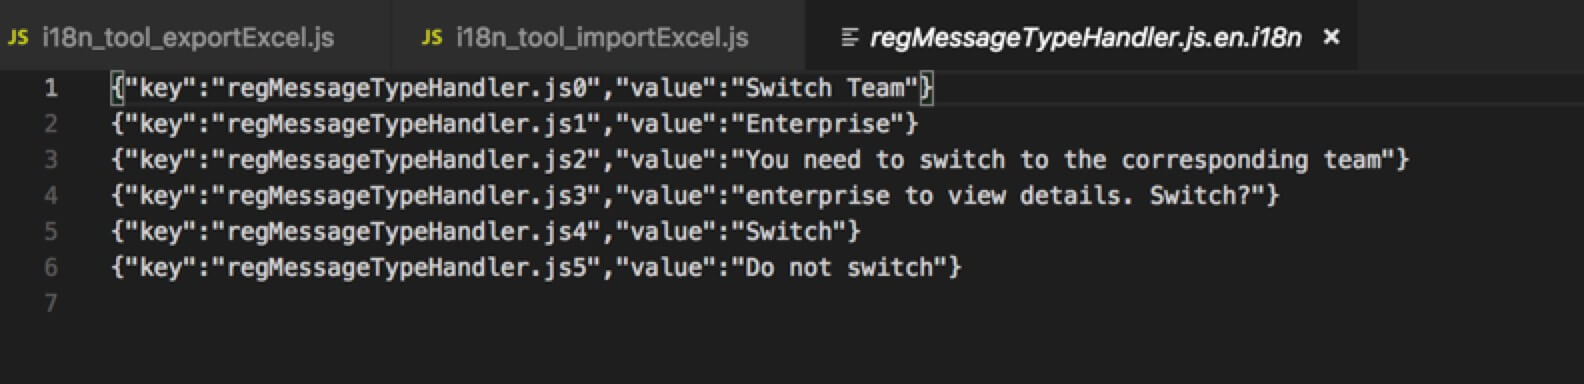 JS i18n_tool_exportExcel.js JS i18n_tool_importExcel.js regMessageTypeHandler.js.en.i18n ×
1 {"key":"regMessageTypeHandler.js0","value":"Switch Team"}
2 {"key":"regMessageTypeHandler.js1","value":"Enterprise"}
3 {"key":"regMessageTypeHandler.js2","value":"You need to switch to the corresponding team"}
4 {"key":"regMessageTypeHandler.js3","value":"enterprise to view details. Switch?"}
5 {"key":"regMessageTypeHandler.js4","value":"Switch"}
6 {"key":"regMessageTypeHandler.js5","value":"Do not switch"}
7